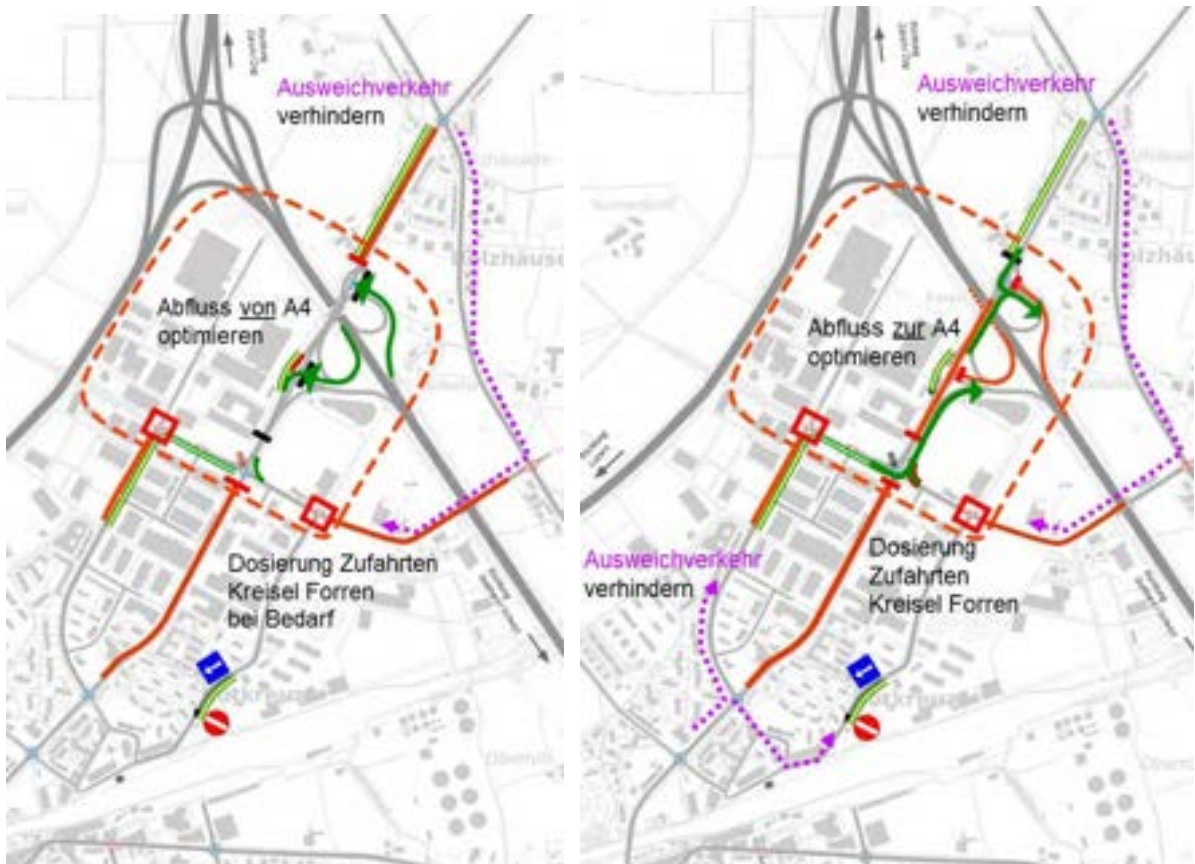 Ausweichverkehr
verhindern
Abfluss von A4
optimieren
Dosierung Zufahrten
Kreisel Forren
bei Bedarf
Ausweichverkehr
verhindern
Abfluss zur A4
optimieren
Dosierung
Zufahrten
Kreisel Forren
Ausweichverkehr
verhindern